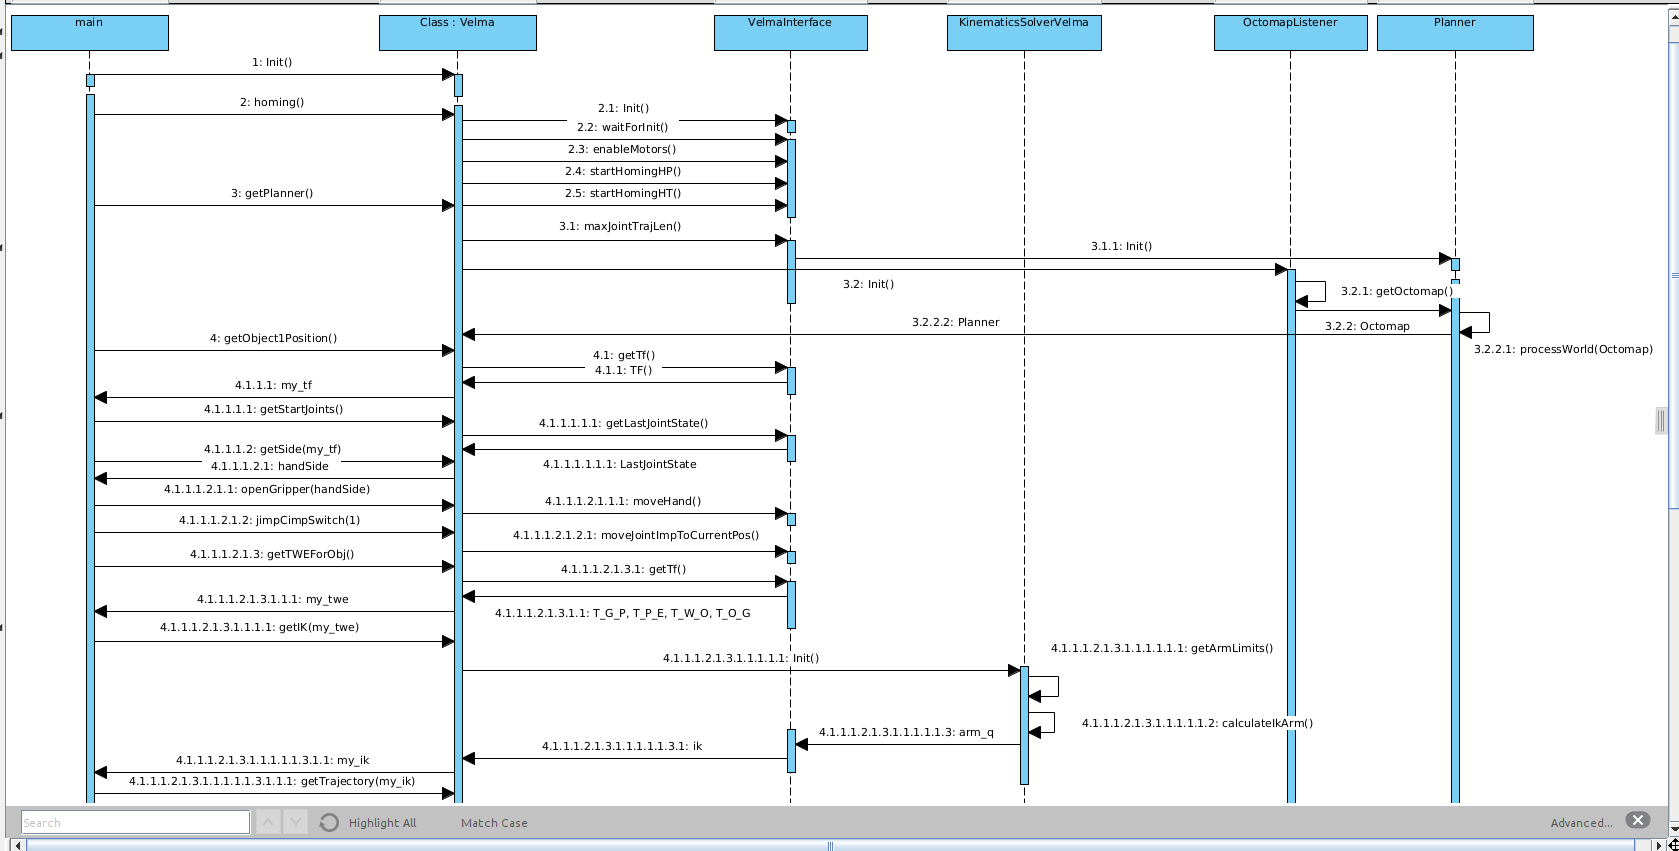 main
Class : Velma
VelmaInterface
KinematicsSolverVelma
OctomapListener
Planner
1: Init()
2: homing()
2.1: Init()
2.2: waitForInit()
2.3: enableMotors()
2.4: startHomingHP()
2.5: startHomingHT()
3: getPlanner()
3.1: maxJointTrajLen()
3.1.1: Init()
3.2: Init()
3.2.1: getOctomap()
3.2.2: Octomap
3.2.2.2: Planner
3.2.2.1: processWorld(Octomap)
4: getObject1Position()
4.1: getTf()
4.1.1: TF()
4.1.1.1: my_tf
4.1.1.1.1: getStartJoints()
4.1.1.1.1.1: getLastJointState()
4.1.1.1.2: getSide(my_tf)
4.1.1.1.2.1: handSide
4.1.1.1.1.1.1: LastJointState
4.1.1.1.2.1.1: openGripper(handSide)
4.1.1.1.2.1.1.1: moveHand()
4.1.1.1.2.1.2: jimpCimpSwitch(1)
4.1.1.1.2.1.2.1: moveJointImpToCurrentPos()
4.1.1.1.2.1.3: getTWEForObj()
4.1.1.1.2.1.3.1: getTf()
4.1.1.1.2.1.3.1.1.1: my_twe
4.1.1.1.2.1.3.1.1: T_G_P, T_P_E, T_W_O, T_O_G
4.1.1.1.2.1.3.1.1.1.1: getIK(my_twe)
4.1.1.1.2.1.3.1.1.1.1.1: Init()
4.1.1.1.2.1.3.1.1.1.1.1.1: getArmLimits()
4.1.1.1.2.1.3.1.1.1.1.1.2: calculateIkArm()
4.1.1.1.2.1.3.1.1.1.1.1.3: arm_q
4.1.1.1.2.1.3.1.1.1.1.1.3.1: ik
4.1.1.1.2.1.3.1.1.1.1.1.3.1.1: my_ik
4.1.1.1.2.1.3.1.1.1.1.1.3.1.1.1: getTrajectory(my_ik)
Search
Highlight All
Match Case
Advanced...